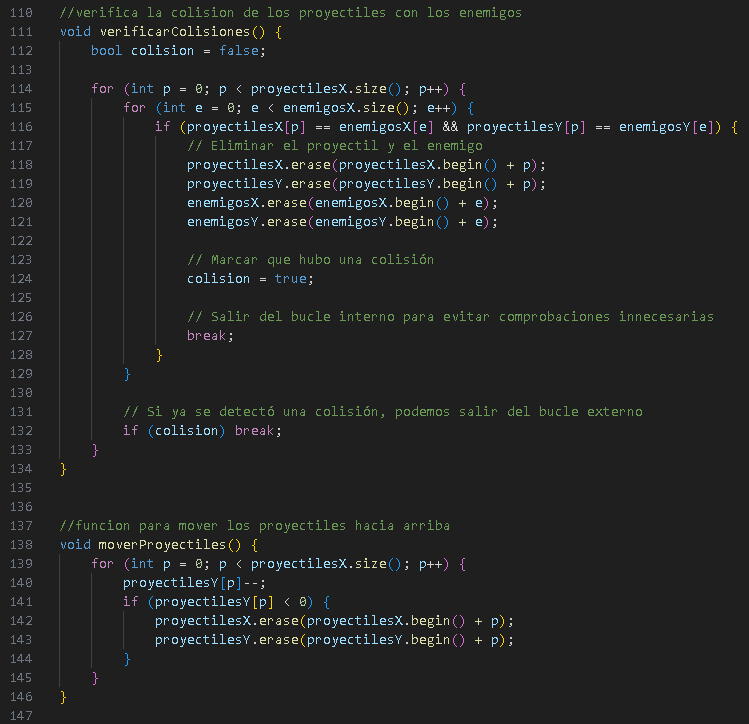 110 //verifica la colision de los proyectiles con los enemigos
111 void verificarColisiones() {
112     bool colision = false;
113
114     for (int p = 0; p < proyectilesX.size(); p++) {
115         for (int e = 0; e < enemigosX.size(); e++) {
116             if (proyectilesX[p] == enemigosX[e] && proyectilesY[p] == enemigosY[e]) {
117                 // Eliminar el proyectil y el enemigo
118                 proyectilesX.erase(proyectilesX.begin() + p);
119                 proyectilesY.erase(proyectilesY.begin() + p);
120                 enemigosX.erase(enemigosX.begin() + e);
121                 enemigosY.erase(enemigosY.begin() + e);
122
123                 // Marcar que hubo una colisión
124                 colision = true;
125
126                 // Salir del bucle interno para evitar comprobaciones innecesarias
127                 break;
128             }
129         }
130
131         // Si ya se detectó una colisión, podemos salir del bucle externo
132         if (colision) break;
133     }
134 }
135
136
137 //funcion para mover los proyectiles hacia arriba
138 void moverProyectiles() {
139     for (int p = 0; p < proyectilesX.size(); p++) {
140         proyectilesY[p]--;
141         if (proyectilesY[p] < 0) {
142             proyectilesX.erase(proyectilesX.begin() + p);
143             proyectilesY.erase(proyectilesY.begin() + p);
144         }
145     }
146 }
147